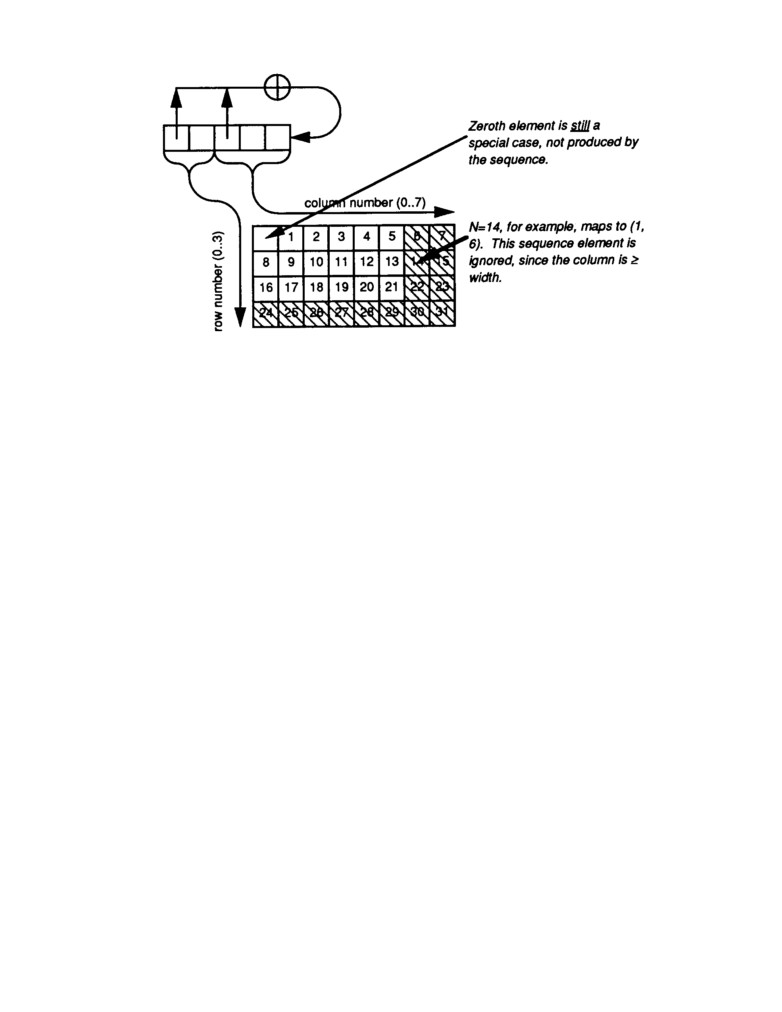 Zeroth element is still a
special case, not produced by
the sequence.
column number (0..7)
N=14, for example, maps to (1,
6). This sequence element is
ignored, since the column is ≥
width.
row number (0..3)
1 2 3 4 5 6 7
8 9 10 11 12 13 14 15
16 17 18 19 20 21 22 23
24 25 26 27 28 29 30 31